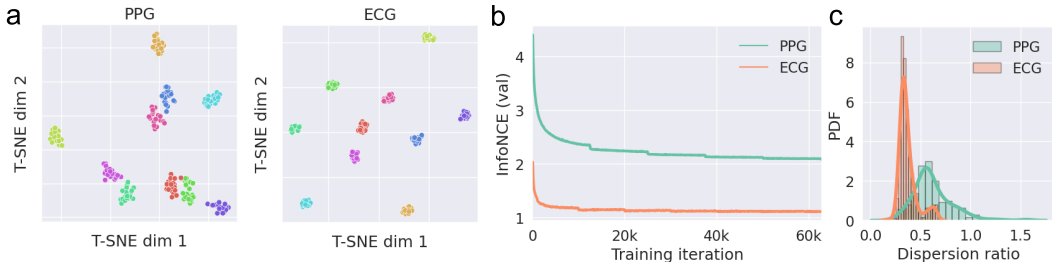 a
PPG
T-SNE dim 2
T-SNE dim 1
ECG
T-SNE dim 2
T-SNE dim 1
b
InfoNCE (val)
4
3
2
1
PPG
ECG
0
20k
40k
60k
Training iteration
c
PDF
8
6
4
2
0
PPG
ECG
0.0
0.5
1.0
1.5
Dispersion ratio